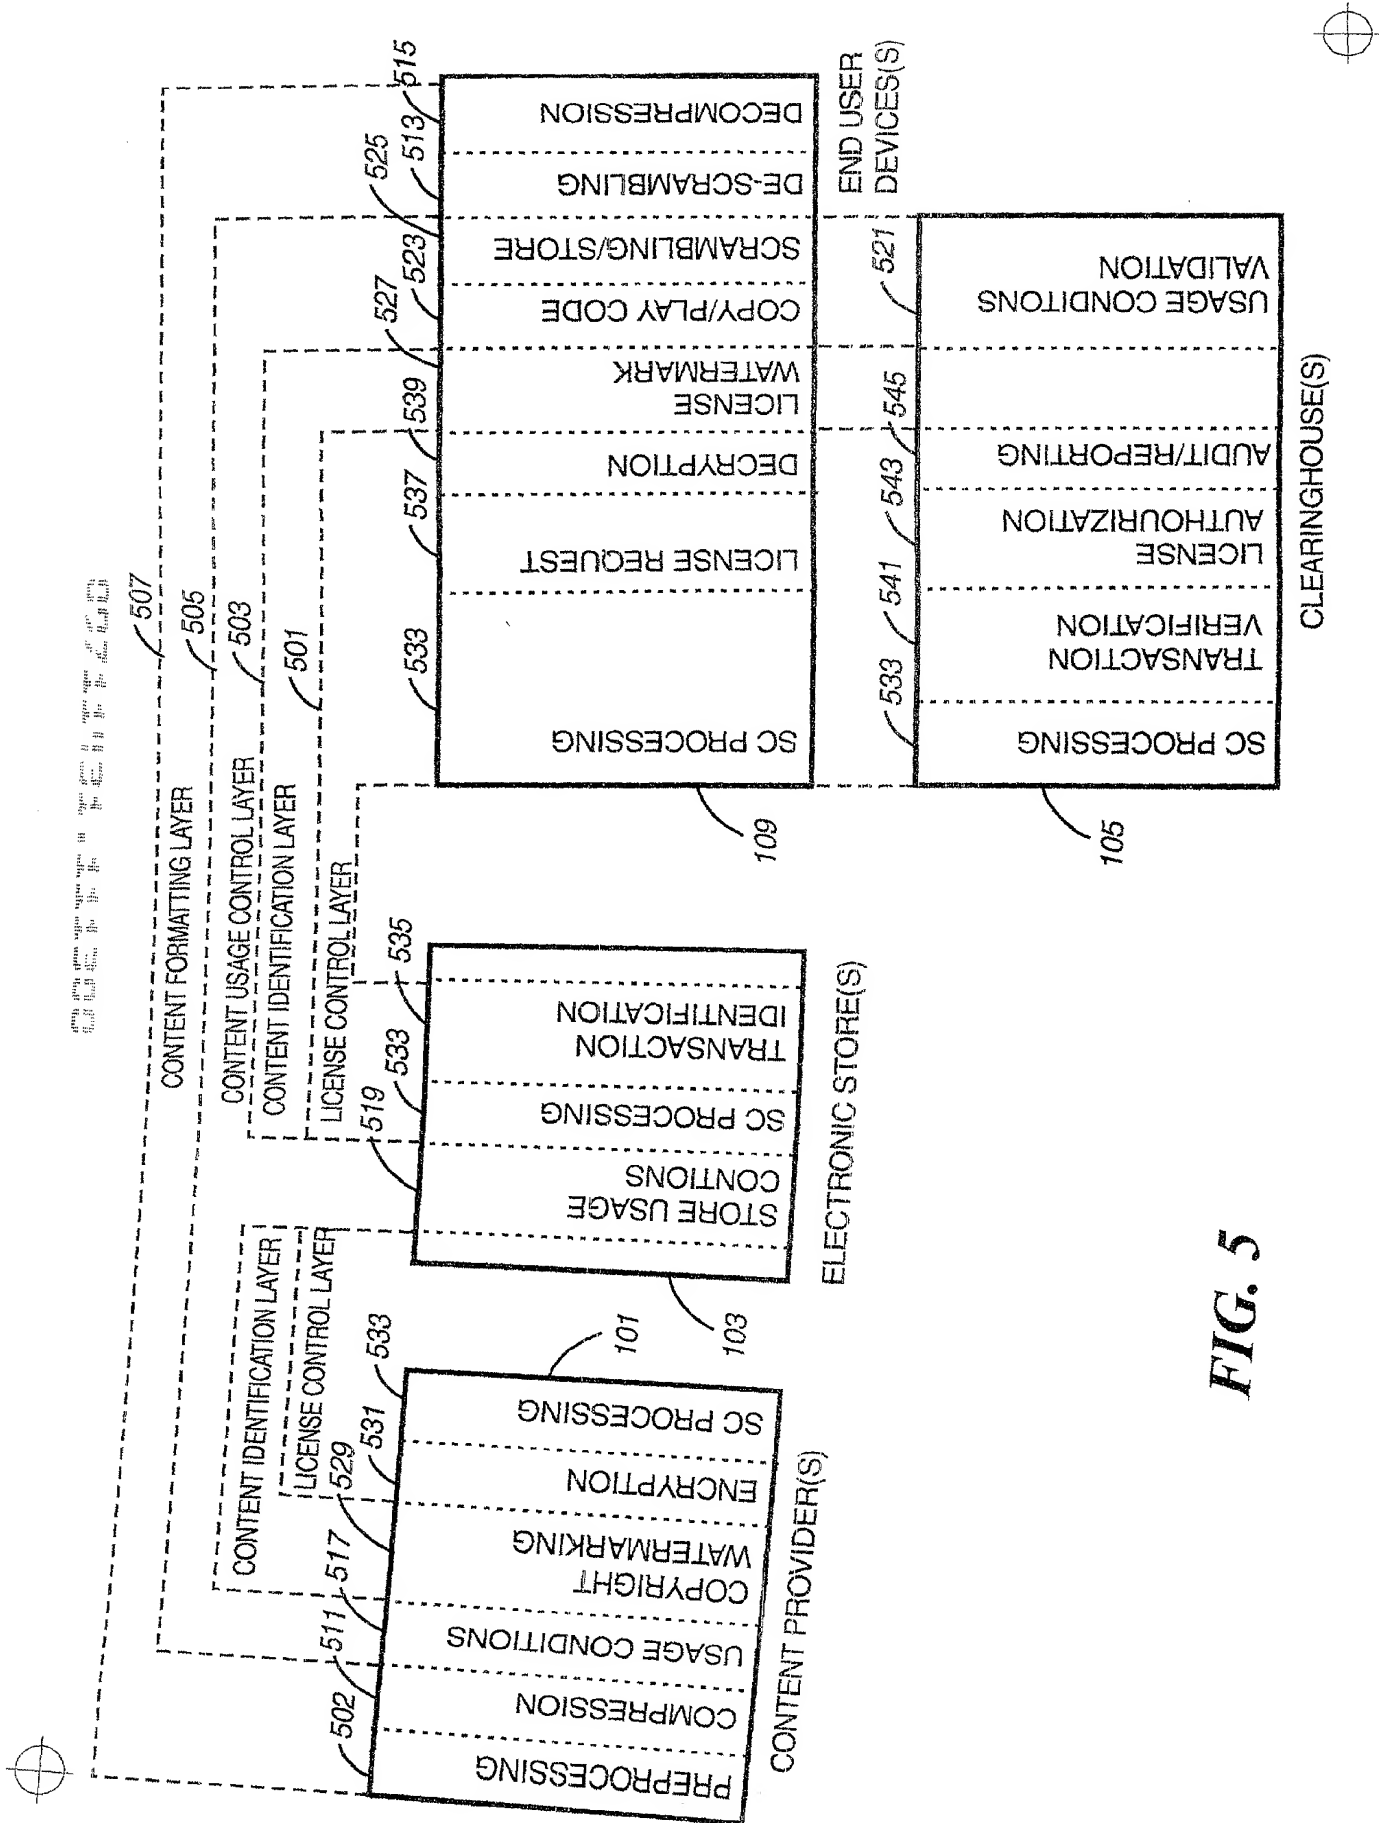 507
CONTENT FORMATTING LAYER
505
CONTENT USAGE CONTROL LAYER
503
CONTENT IDENTIFICATION LAYER
CONTENT IDENTIFICATION LAYER
501
LICENSE CONTROL LAYER
LICENSE CONTROL LAYER
502
511
517
529
531
533
PREPROCESSING
COMPRESSION
USAGE CONDITIONS
COPYRIGHT
WATERMARKING
ENCRYPTION
SC PROCESSING
101
CONTENT PROVIDER(S)
519
533
535
STORE USAGE
CONTIONS
SC PROCESSING
TRANSACTION
IDENTIFICATION
103
ELECTRONIC STORE(S)
533
537
539
527
523
525
513
515
SC PROCESSING
LICENSE REQUEST
DECRYPTION
LICENSE
WATERMARK
COPY/PLAY CODE
SCRAMBLING/STORE
DE-SCRAMBLING
DECOMPRESSION
109
END USER
DEVICES(S)
533
541
543
545
521
SC PROCESSING
TRANSACTION
VERIFICATION
LICENSE
AUTHOURIZATION
AUDIT/REPORTING
USAGE CONDITONS
VALIDATION
105
CLEARINGHOUSE(S)
FIG. 5